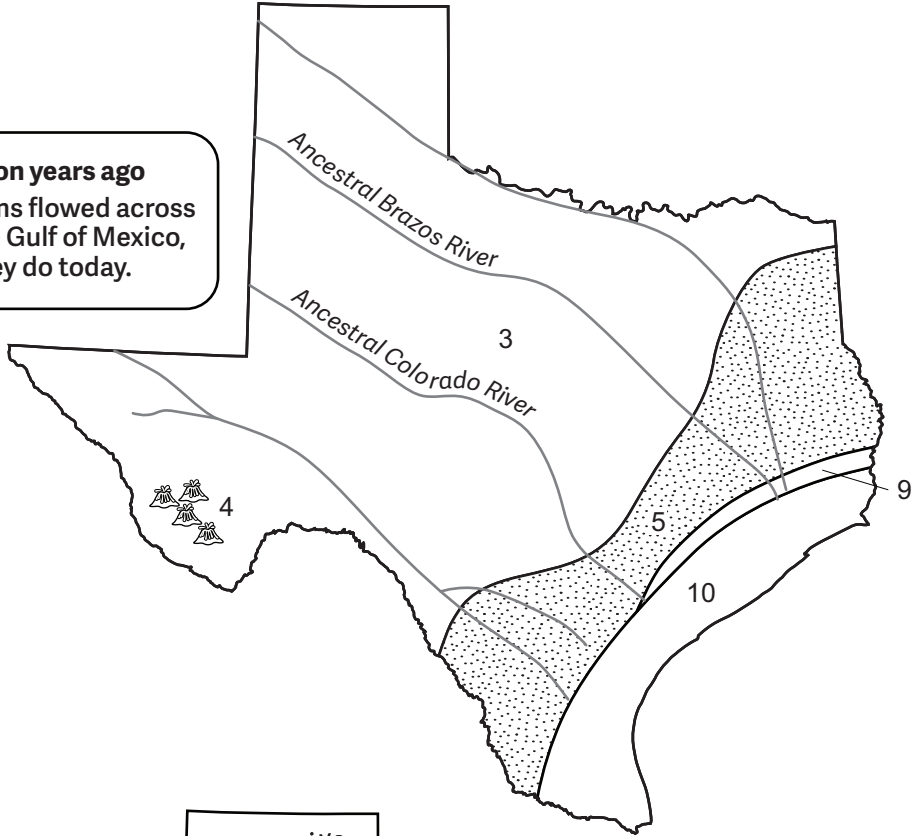 on years ago
ns flowed across
Gulf of Mexico,
ey do today.
Ancestral Brazos River
Ancestral Colorado River
3
4
5
9
10